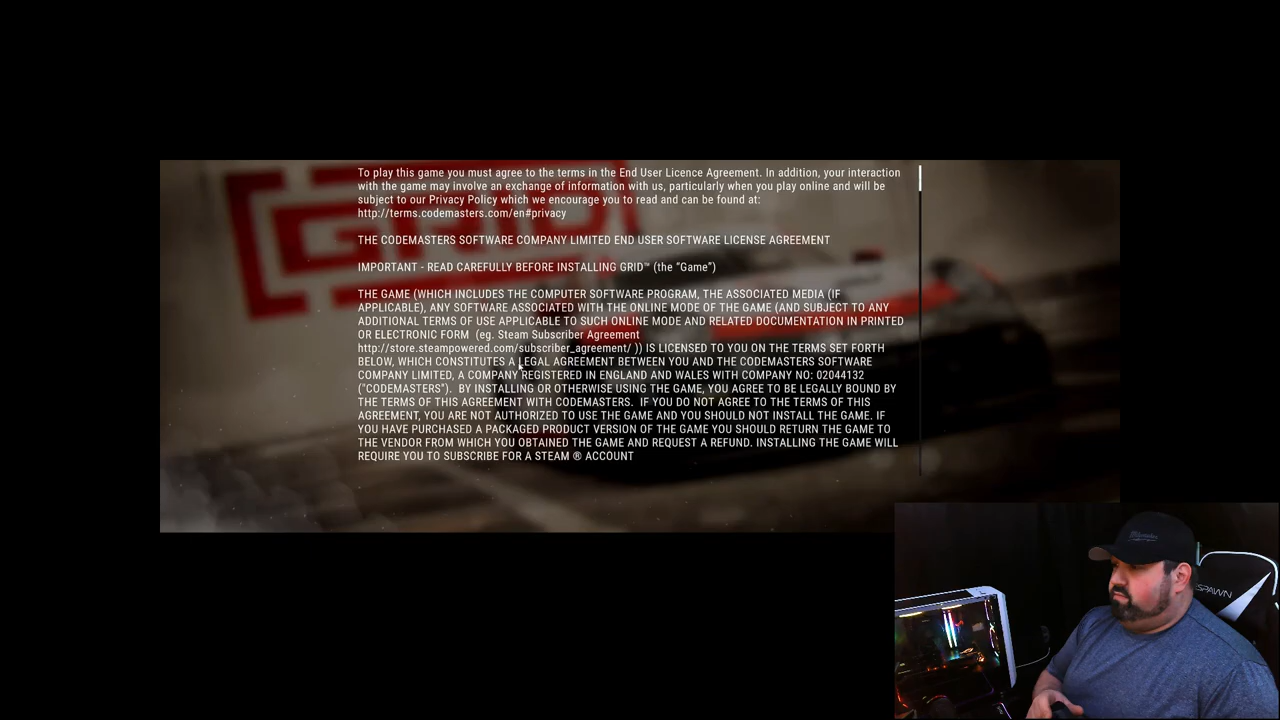 To play this game you must agree to the terms in the End User Licence Agreement. In addition, your interaction
with the game may involve an exchange of information with us, particularly when you play online and will be
subject to our Privacy Policy which we encourage you to read and can be found at:
http://terms.codemasters.com/en#privacy
THE CODEMASTERS SOFTWARE COMPANY LIMITED END USER SOFTWARE LICENSE AGREEMENT
IMPORTANT - READ CAREFULLY BEFORE INSTALLING GRID™ (the “Game”)
THE GAME (WHICH INCLUDES THE COMPUTER SOFTWARE PROGRAM, THE ASSOCIATED MEDIA (IF
APPLICABLE), ANY SOFTWARE ASSOCIATED WITH THE ONLINE MODE OF THE GAME (AND SUBJECT TO ANY
ADDITIONAL TERMS OF USE APPLICABLE TO SUCH ONLINE MODE AND RELATED DOCUMENTATION IN PRINTED
OR ELECTRONIC FORM  (eg. Steam Subscriber Agreement
http://store.steampowered.com/subscriber_agreement/ )) IS LICENSED TO YOU ON THE TERMS SET FORTH
BELOW, WHICH CONSTITUTES A LEGAL AGREEMENT BETWEEN YOU AND THE CODEMASTERS SOFTWARE
COMPANY LIMITED, A COMPANY REGISTERED IN ENGLAND AND WALES WITH COMPANY NO: 02044132
("CODEMASTERS").  BY INSTALLING OR OTHERWISE USING THE GAME, YOU AGREE TO BE LEGALLY BOUND BY
THE TERMS OF THIS AGREEMENT WITH CODEMASTERS.  IF YOU DO NOT AGREE TO THE TERMS OF THIS
AGREEMENT, YOU ARE NOT AUTHORIZED TO USE THE GAME AND YOU SHOULD NOT INSTALL THE GAME. IF
YOU HAVE PURCHASED A PACKAGED PRODUCT VERSION OF THE GAME YOU SHOULD RETURN THE GAME TO
THE VENDOR FROM WHICH YOU OBTAINED THE GAME AND REQUEST A REFUND. INSTALLING THE GAME WILL
REQUIRE YOU TO SUBSCRIBE FOR A STEAM ® ACCOUNT